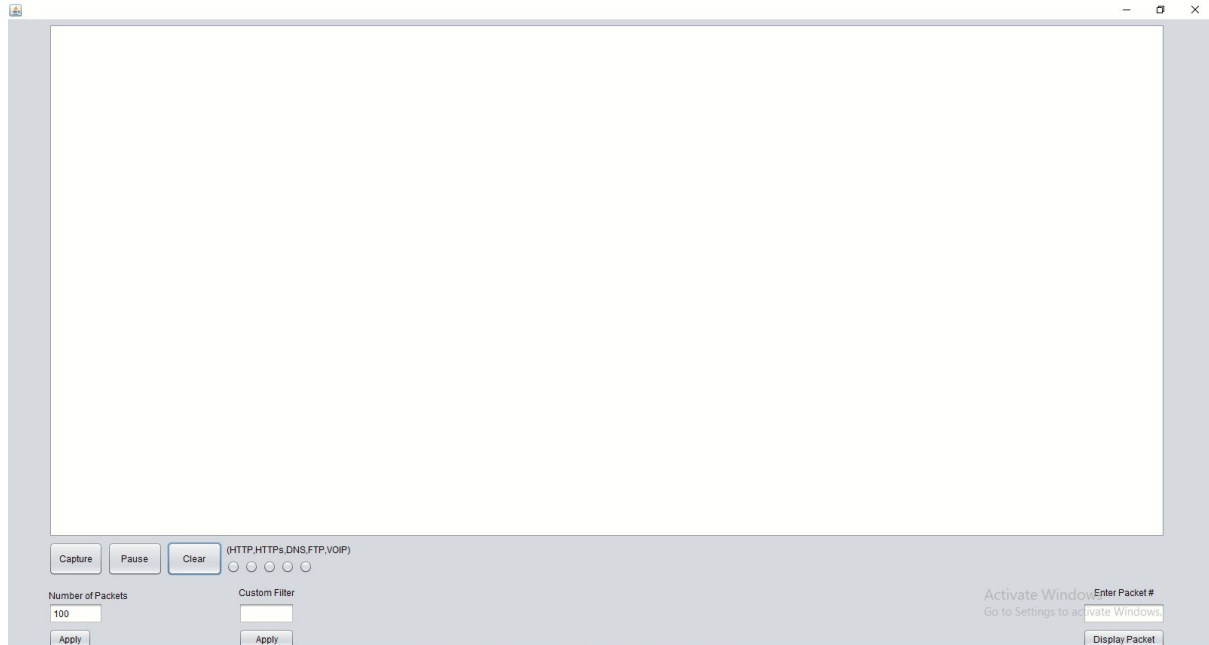 Capture
Pause
Clear
(HTTP,HTTPs,DNS,FTP,VOIP)
Number of Packets
Custom Filter
Enter Packet #
100
Apply
Apply
Display Packet
Activate Windows
Go to Settings to activate Windows.